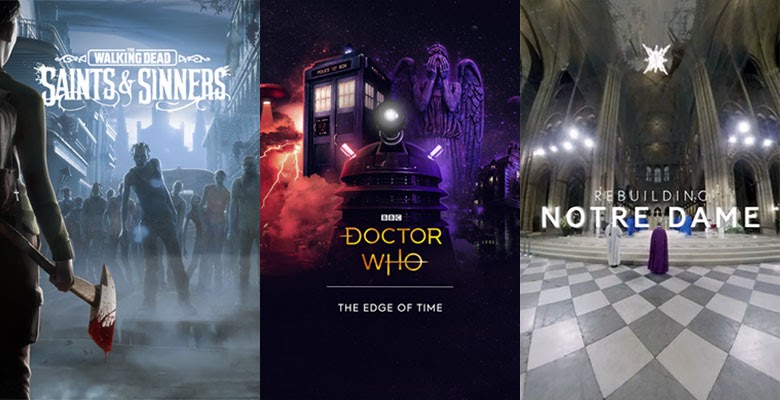 THE
WALKING DEAD
SAINTS & SINNERS
POLICE BOX
BBC
DOCTOR
WHO
THE EDGE OF TIME
REBUILDING
NOTRE DAME